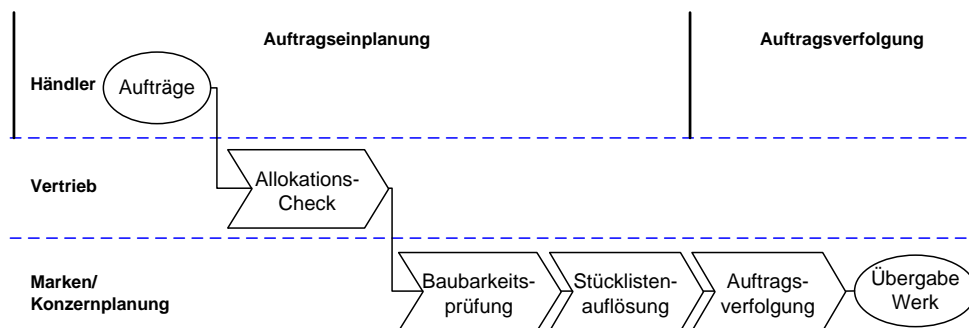 Auftragseinplanung
Auftragsverfolgung
Händler
Aufträge
Vertrieb
Allokations-
Check
Marken/
Konzernplanung
Baubarkeits-
prüfung
Stücklisten-
auflösung
Auftrags-
verfolgung
Übergabe
Werk